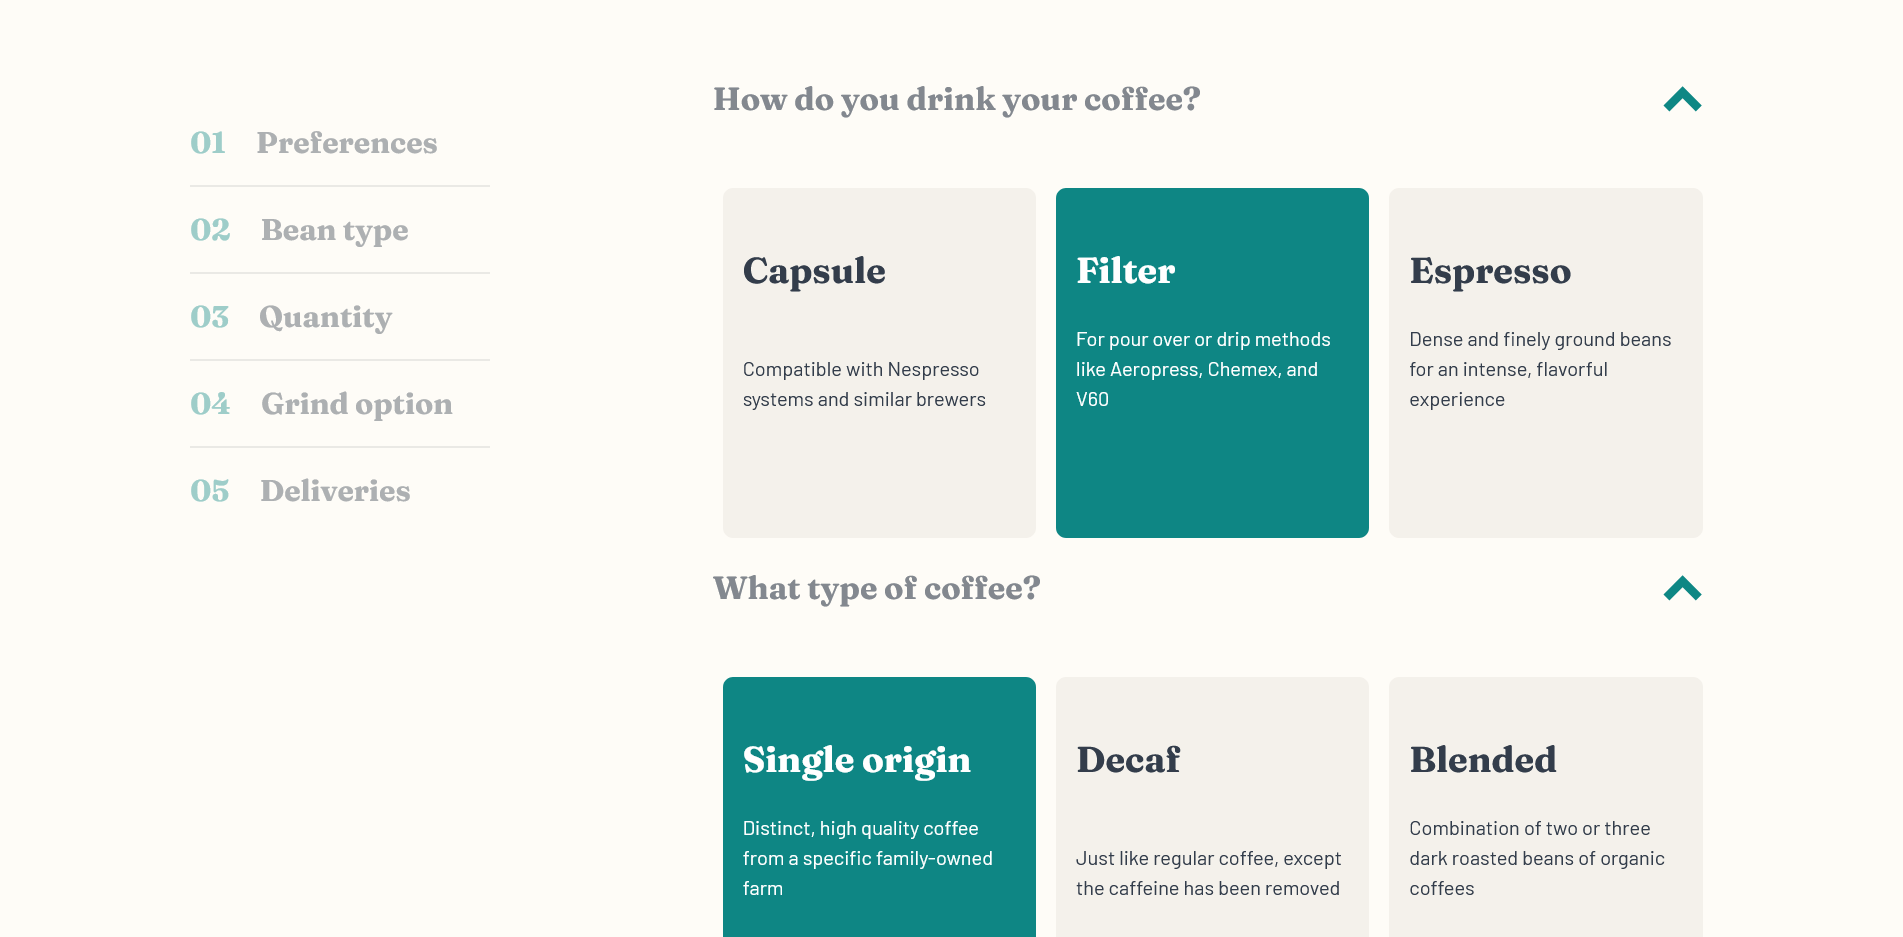 01 Preferences
02 Bean type
03 Quantity
04 Grind option
05 Deliveries
How do you drink your coffee?
Capsule
Compatible with Nespresso
systems and similar brewers
Filter
For pour over or drip methods
like Aeropress, Chemex, and
V60
Espresso
Dense and finely ground beans
for an intense, flavorful
experience
What type of coffee?
Single origin
Distinct, high quality coffee
from a specific family-owned
farm
Decaf
Just like regular coffee, except
the caffeine has been removed
Blended
Combination of two or three
dark roasted beans of organic
coffees